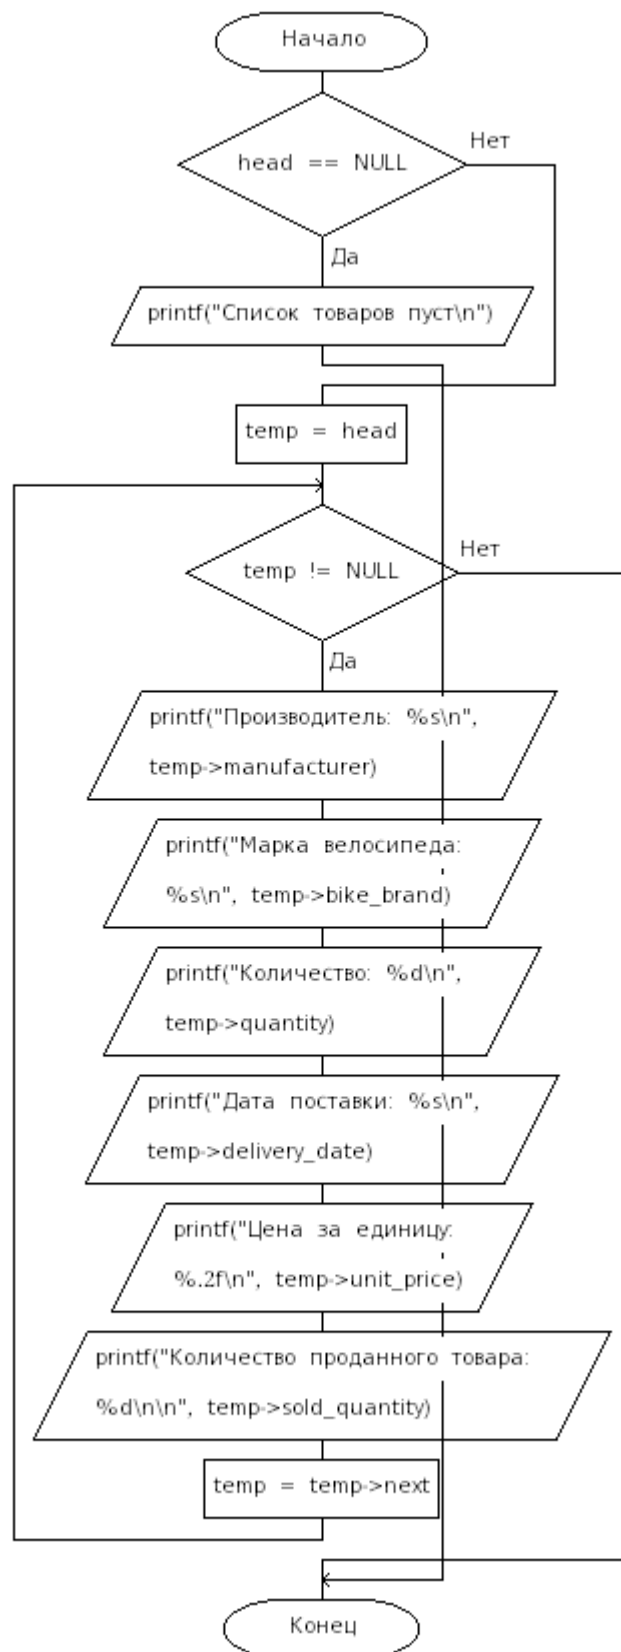 Начало
head == NULL
Нет
Да
printf("Список товаров пуст\n")
temp = head
temp != NULL
Нет
Да
printf("Производитель: %s\n",
temp->manufacturer)
printf("Марка велосипеда:
%s\n", temp->bike_brand)
printf("Количество: %d\n",
temp->quantity)
printf("Дата поставки: %s\n",
temp->delivery_date)
printf("Цена за единицу:
%.2f\n", temp->unit_price)
printf("Количество проданного товара:
%d\n\n", temp->sold_quantity)
temp = temp->next
Конец